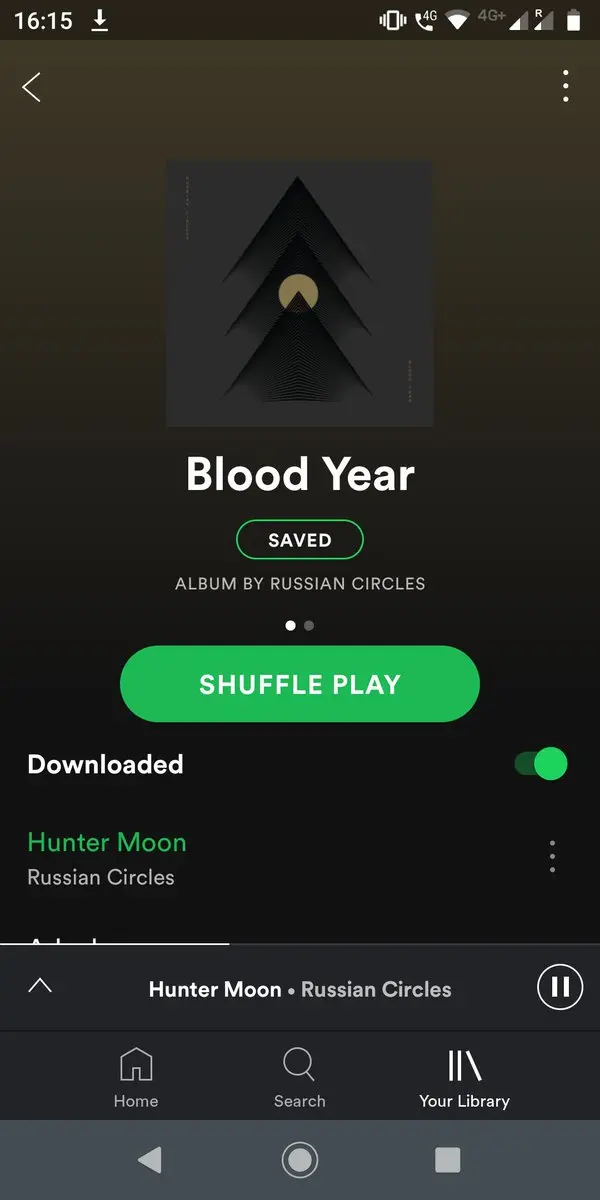 16:15
4G 4G+ R
Blood Year
SAVED
ALBUM BY RUSSIAN CIRCLES
SHUFFLE PLAY
Downloaded
Hunter Moon
Russian Circles
Hunter Moon • Russian Circles
Home
Search
Your Library